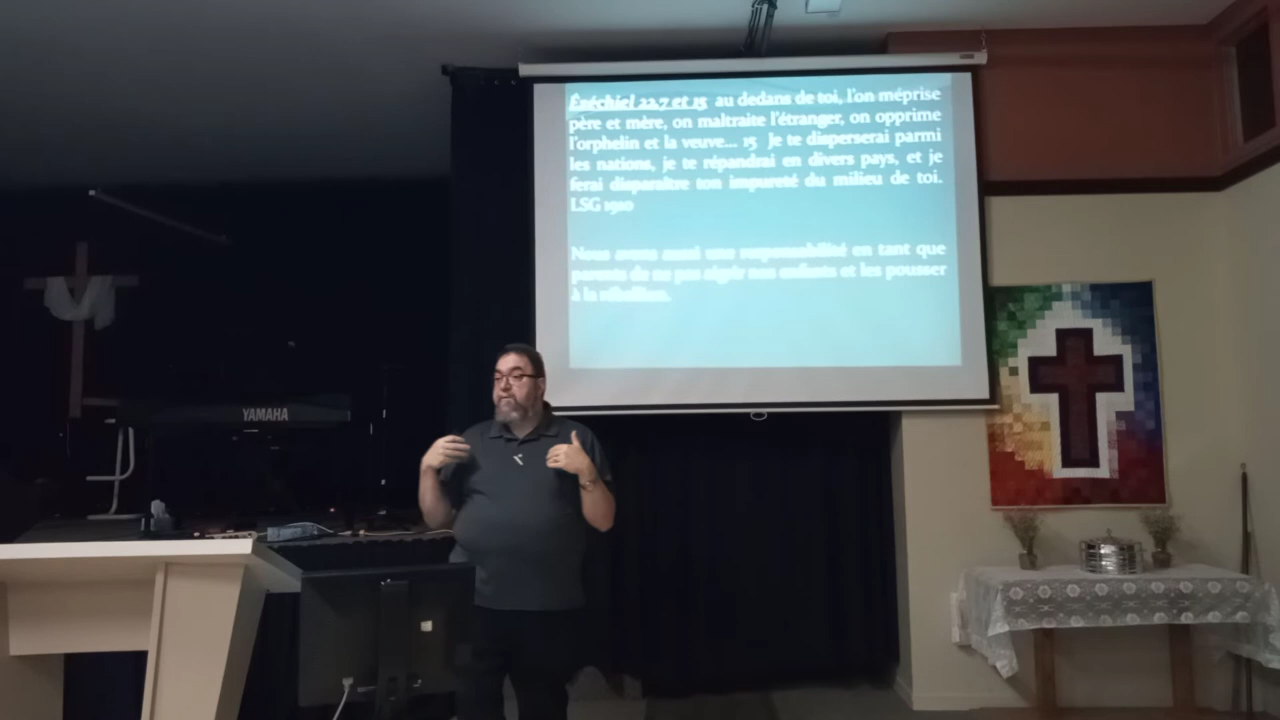 Ézéchiel 22.7 et 15 au dedans de toi, l'on méprise
père et mère, on maltraite l'étranger, on opprime
l'orphelin et la veuve... 15 Je te disperserai parmi
les nations, je te répandrai en divers pays, et je
ferai disparaître ton impureté du milieu de toi.
LSG 1910
Nous avons aussi une responsabilité en tant que
parents de ne pas aigrir nos enfants et les pousser
à la rébellion.
YAMAHA